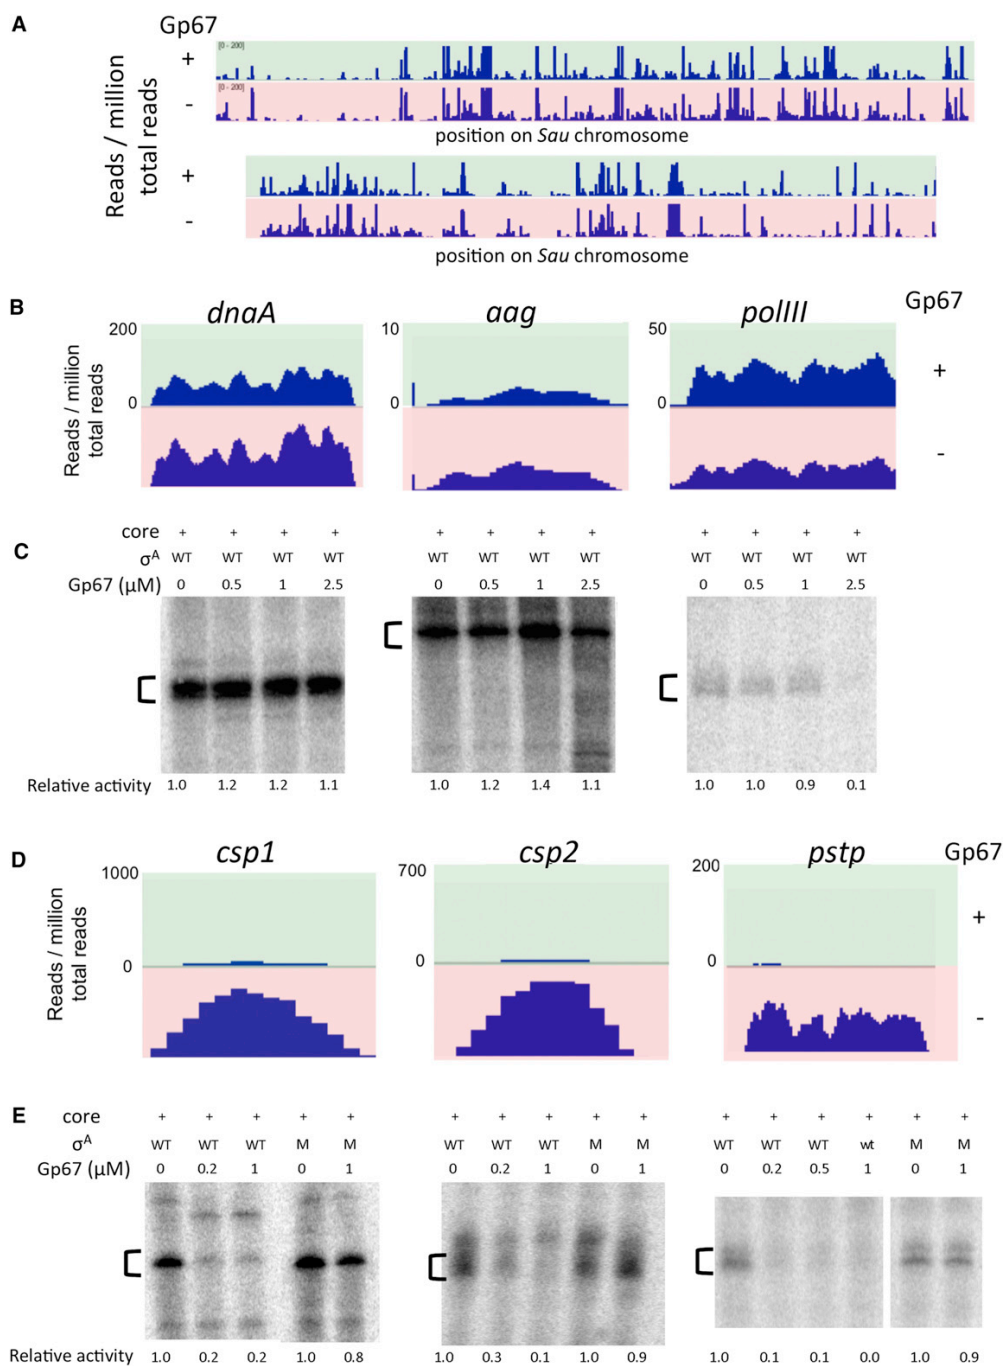 A
Gp67
Reads / million
total reads
+
[0 - 200]
-
[0 - 200]
position on Sau chromosome
+
-
position on Sau chromosome
B
dnaA
aag
polIII
Gp67
Reads / million
total reads
200
0
10
0
50
0
+
-
C
core + + + + + + + + + + + +
σA WT WT WT WT WT WT WT WT WT WT WT WT
Gp67 (μM) 0 0.5 1 2.5 0 0.5 1 2.5 0 0.5 1 2.5
Relative activity 1.0 1.2 1.2 1.1 1.0 1.2 1.4 1.1 1.0 1.0 0.9 0.1
D
csp1
csp2
pstp
Gp67
Reads / million
total reads
1000
0
700
0
200
0
+
-
E
core + + + + + + + + + + + + + + + +
σA WT WT WT M M WT WT WT M M WT WT WT wt M M
Gp67 (μM) 0 0.2 1 0 1 0 0.2 1 0 1 0 0.2 0.5 1 0 1
Relative activity 1.0 0.2 0.2 1.0 0.8 1.0 0.3 0.1 1.0 0.9 1.0 0.1 0.1 0.0 1.0 0.9